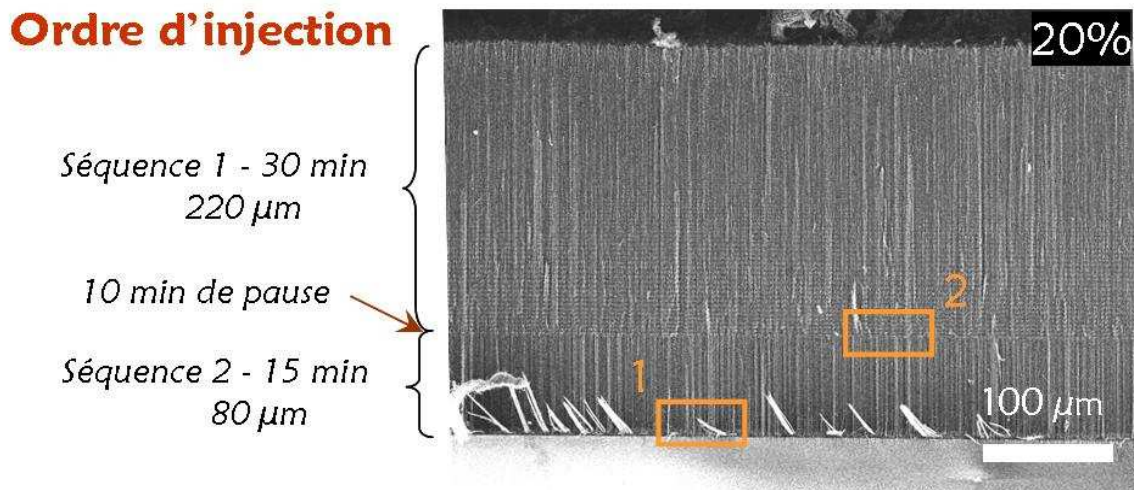 Ordre d'injection
20%
Séquence 1 - 30 min
220 µm
10 min de pause
2
Séquence 2 - 15 min
80 µm
1
100 µm